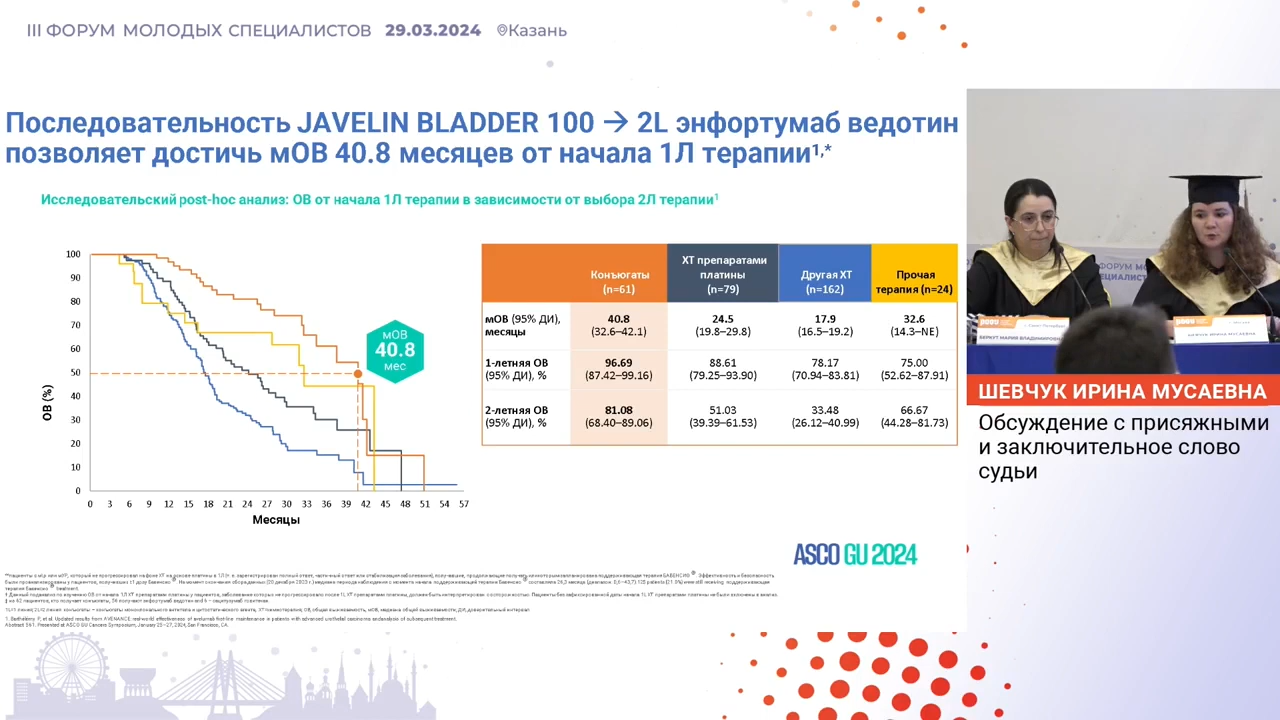 III ФОРУМ МОЛОДЫХ СПЕЦИАЛИСТОВ 29.03.2024 Казань
Последовательность JAVELIN BLADDER 100 → 2L энфортумаб ведотин
позволяет достичь мОВ 40.8 месяцев от начала 1Л терапии¹,*
Исследовательский post-hoc анализ: ОВ от начала 1Л терапии в зависимости от выбора 2Л терапии¹
ОВ (%)
100
90
80
70
60
50
40
30
20
10
0
0 3 6 9 12 15 18 21 24 27 30 33 36 39 42 45 48 51 54 57
Месяцы
мОВ
40.8
мес
Конъюгаты
(n=61)
ХТ препаратами
платины
(n=79)
Другая ХТ
(n=162)
Прочая
терапия (n=24)
мОВ (95% ДИ),
месяцы
40.8
(32.6–42.1)
24.5
(19.8–29.8)
17.9
(16.5–19.2)
32.6
(14.3–NE)
1-летняя ОВ
(95% ДИ), %
96.69
(87.42–99.16)
88.61
(79.25–93.90)
78.17
(70.94–83.81)
75.00
(52.62–87.91)
2-летняя ОВ
(95% ДИ), %
81.08
(68.40–89.06)
51.03
(39.39–61.53)
33.48
(26.12–40.99)
66.67
(44.28–81.73)
ASCO GU 2024
ШЕВЧУК ИРИНА МУСАЕВНА
Обсуждение с присяжными
и заключительное слово
судьи